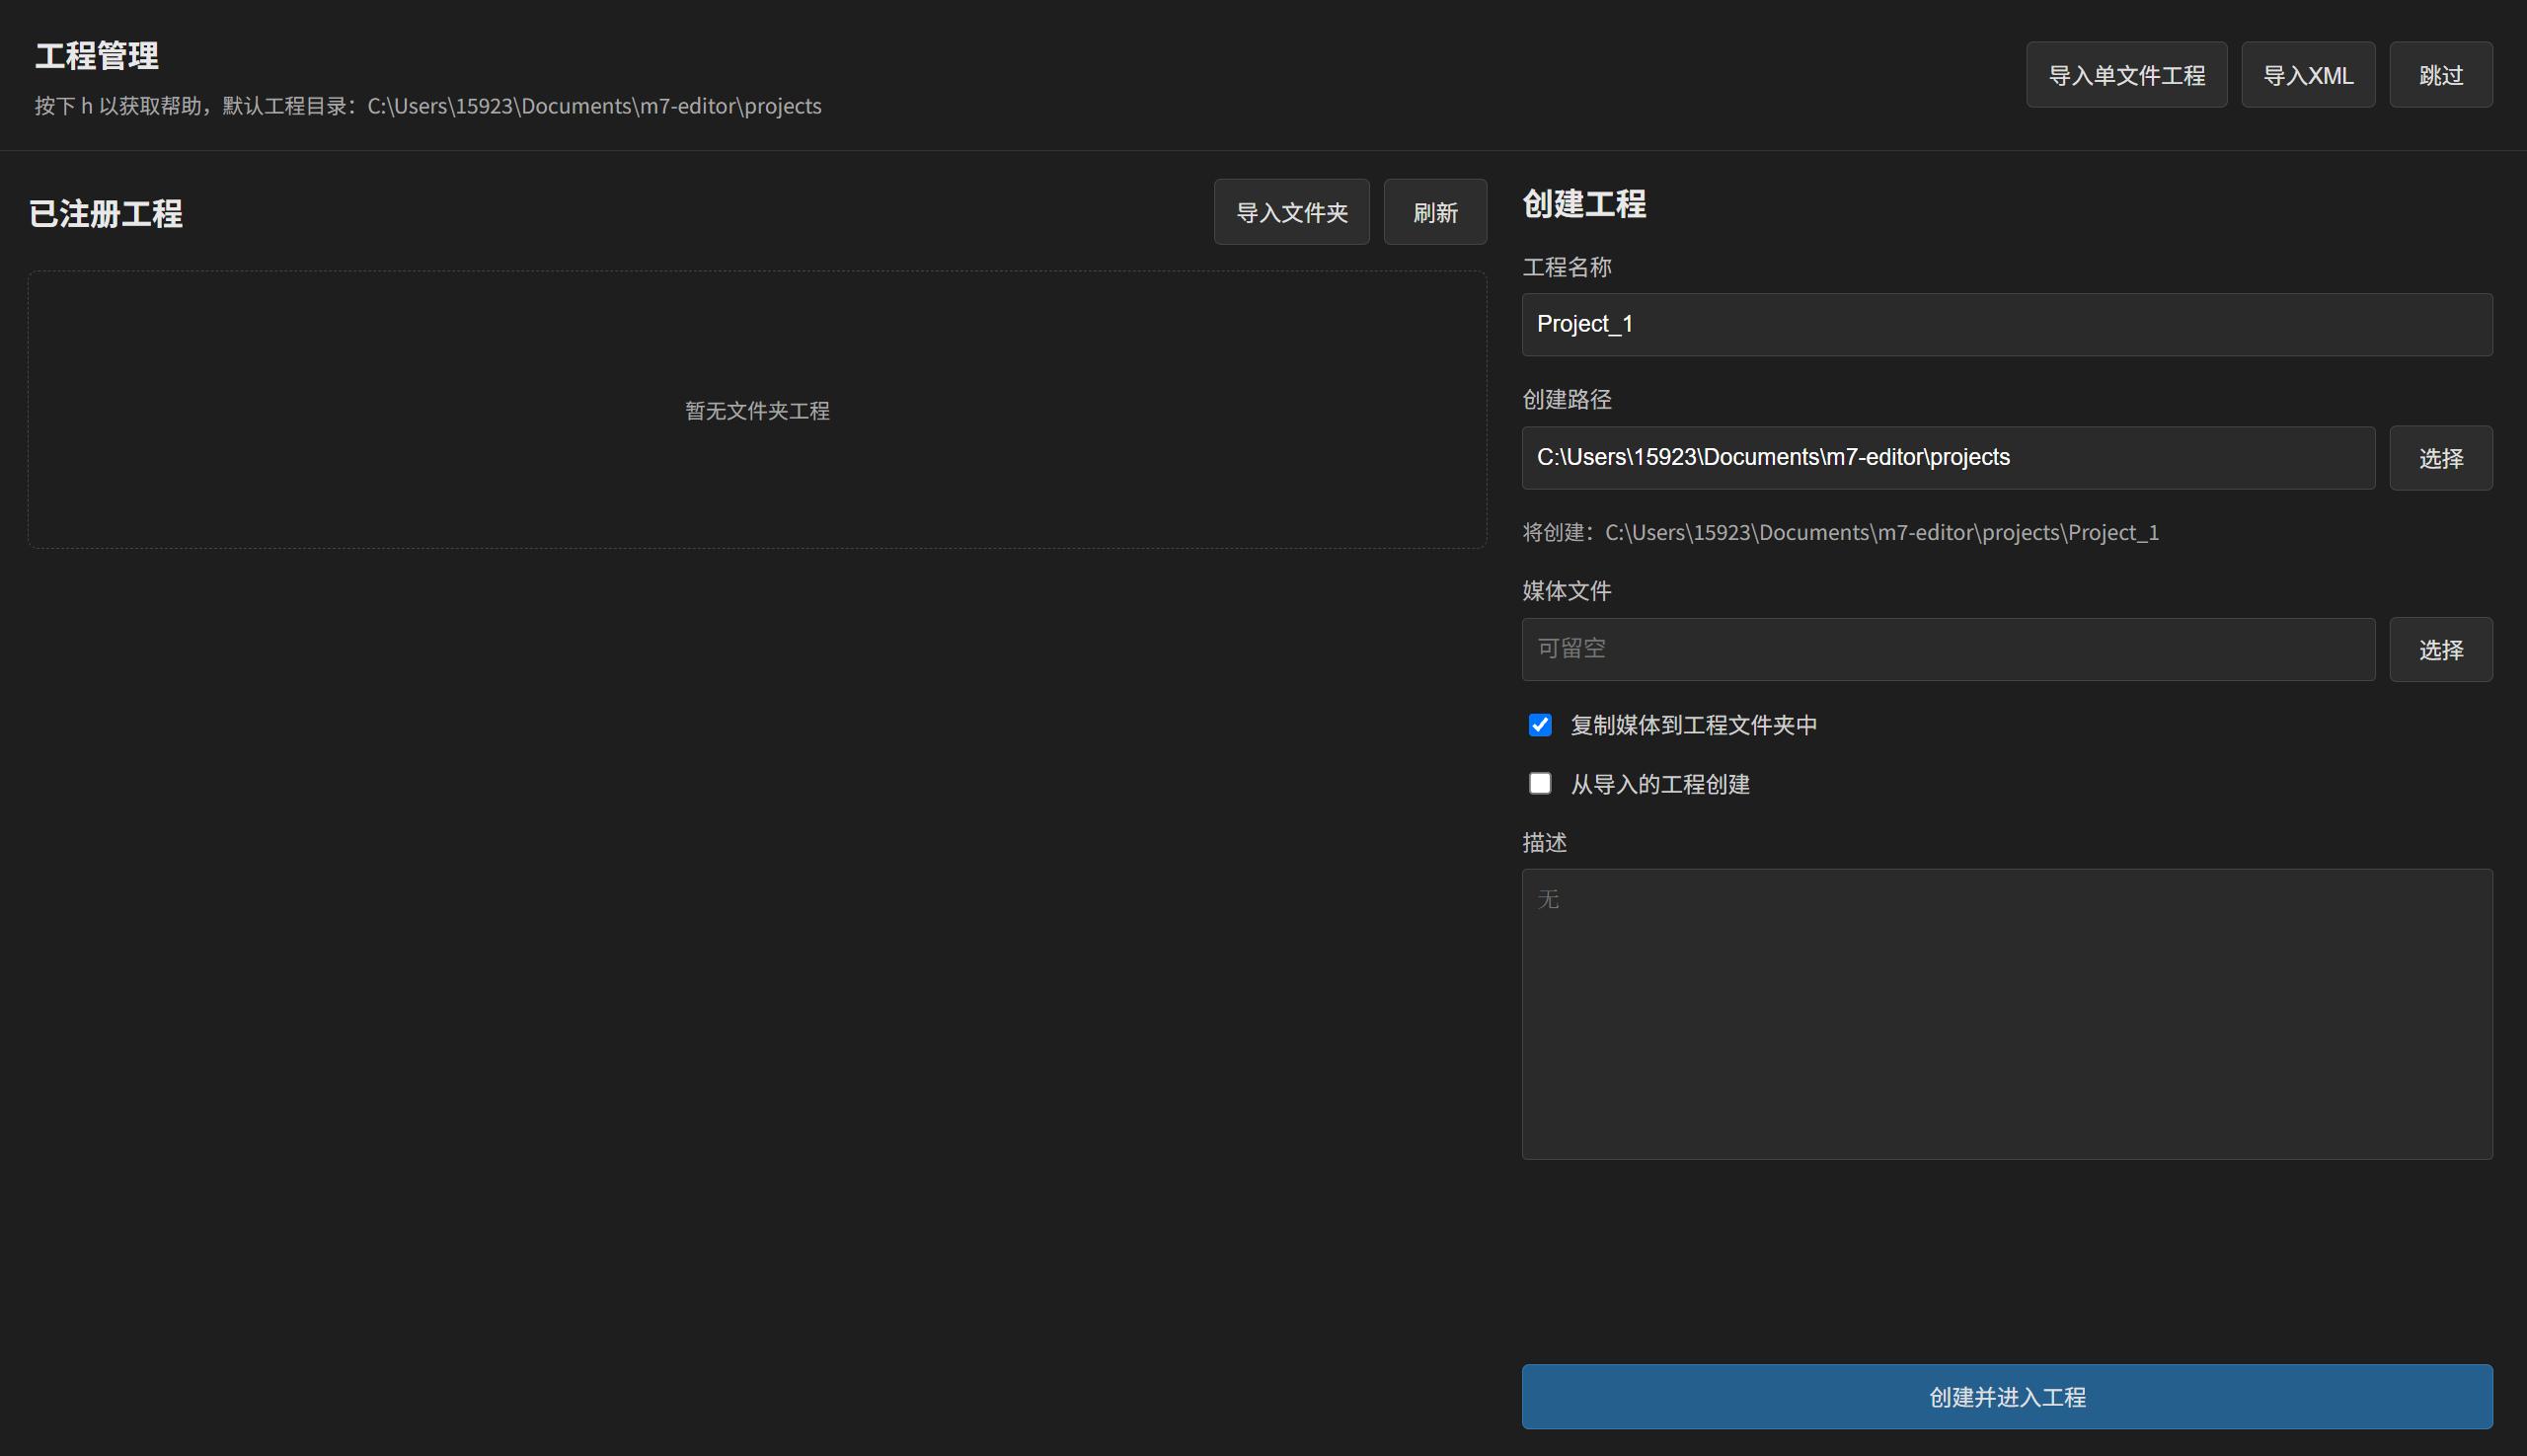 工程管理
按下 h 以获取帮助，默认工程目录：C:\Users\15923\Documents\m7-editor\projects
导入单文件工程
导入XML
跳过
已注册工程
导入文件夹
刷新
暂无文件夹工程
创建工程
工程名称
Project_1
创建路径
C:\Users\15923\Documents\m7-editor\projects
选择
将创建：C:\Users\15923\Documents\m7-editor\projects\Project_1
媒体文件
可留空
选择
复制媒体到工程文件夹中
从导入的工程创建
描述
无
创建并进入工程